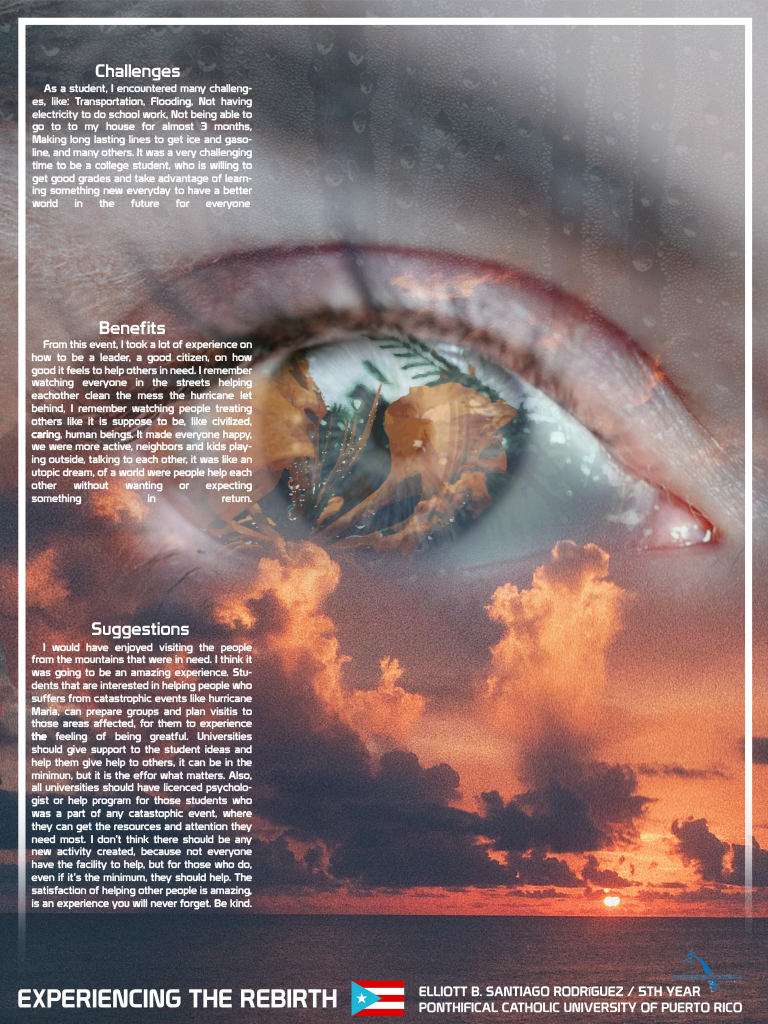 Challenges
As a student, I encountered many challeng-
es, like: Transportation, Flooding, Not having
electricity to do school work, Not being able to
go to to my house for almost 3 months,
Making long lasting lines to get ice and gaso-
line, and many others. It was a very challenging
time to be a college student, who is willing to
get good grades and take advantage of learn-
ing something new everyday to have a better
world in the future for everyone
Benefits
From this event, I took a lot of experience on
how to be a leader, a good citizen, on how
good it feels to help others in need. I remember
watching everyone in the streets helping
eachother clean the mess the hurricane let
behind, I remember watching people treating
others like it is suppose to be, like civilized,
caring, human beings. It made everyone happy,
we were more active, neighbors and kids play-
ing outside, talking to each other, it was like an
utopic dream, of a world were people help each
other without wanting or expecting
something in return.
Suggestions
I would have enjoyed visiting the people
from the mountains that were in need. I think it
was going to be an amazing experience. Stu-
dents that are interested in helping people who
suffers from catastrophic events like hurricane
Maria, can prepare groups and plan visitis to
those areas affected, for them to experience
the feeling of being greatful. Universities
should give support to the student ideas and
help them give help to others, it can be in the
minimun, but it is the effor what matters. Also,
all universities should have licenced psycholo-
gist or help program for those students who
was a part of any catastophic event, where
they can get the resources and attention they
need most. I don't think there should be any
new activity created, because not everyone
have the facility to help, but for those who do,
even if it's the minimum, they should help. The
satisfaction of helping other people is amazing,
is an experience you will never forget. Be kind.
EXPERIENCING THE REBIRTH
ELLIOTT B. SANTIAGO RODRíGUEZ / 5TH YEAR
PONTHIFICAL CATHOLIC UNIVERSITY OF PUERTO RICO